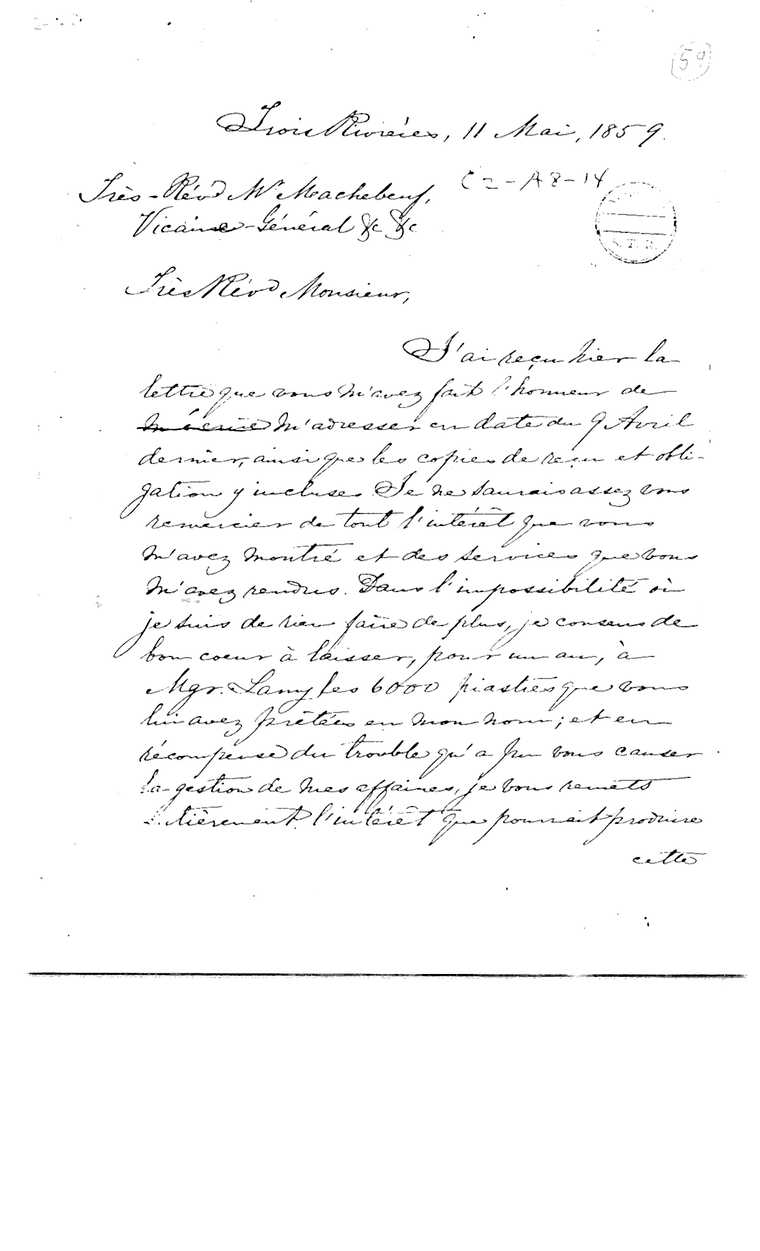 59
Trois Rivières, 11 Mai, 1859.
C2-A8-14
Très-Révd Mr Machebeuf,
Vicaire-Général &c &c
S.T.R.
Très Révd Monsieur,
J'ai reçu hier la
lettre que vous m'avez fait l'honneur de
m'écrire m'adresser en date du 9 Avril
dernier, ainsi que les copies de reçu et obli-
gation y incluses. Je ne saurais assez vous
remercier de tout l'intérêt que vous
m'avez montré et des services que vous
m'avez rendus. Dans l'impossibilité où
je suis de rien faire de plus, je consens de
bon coeur à laisser, pour un an, à
Mgr. Lamy les 6000 piastres que vous
lui avez prêtées en mon nom; et en
récompense du trouble qu'a pu vous causer
la gestion de mes affaires, je vous remets
entièrement l'intérêt que pourrait produire
cette